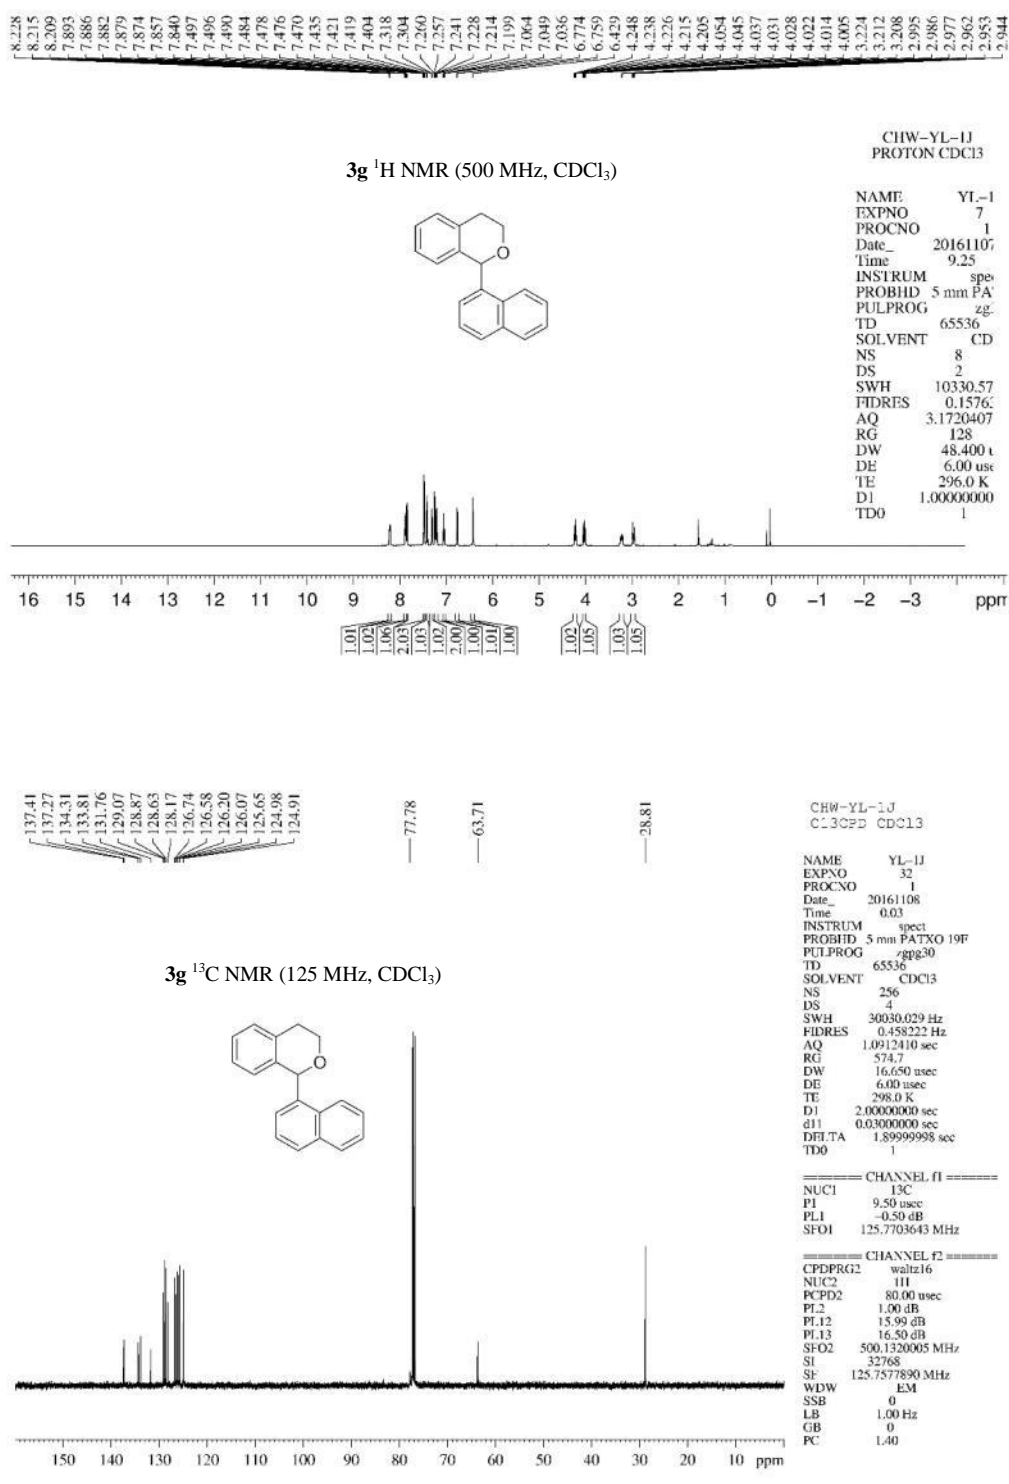 8.228
8.215
8.209
7.893
7.886
7.882
7.879
7.874
7.857
7.840
7.497
7.496
7.490
7.484
7.478
7.476
7.470
7.435
7.421
7.419
7.404
7.318
7.304
7.260
7.257
7.241
7.228
7.214
7.199
7.064
7.049
7.036
6.774
6.759
6.429
4.248
4.238
4.226
4.215
4.205
4.054
4.045
4.037
4.031
4.028
4.022
4.014
4.005
3.224
3.212
3.208
2.995
2.986
2.977
2.962
2.953
2.944
CHW-YL-1J
PROTON CDCl3
3g ¹H NMR (500 MHz, CDCl₃)
O
NAME YL-1
EXPNO 7
PROCNO 1
Date_ 20161107
Time 9.25
INSTRUM spe
PROBHD 5 mm PA
PULPROG zg
TD 65536
SOLVENT CD
NS 8
DS 2
SWH 10330.57
FIDRES 0.1576
AQ 3.1720407
RG 128
DW 48.400 u
DE 6.00 use
TE 296.0 K
D1 1.00000000
TD0 1
16 15 14 13 12 11 10 9 8 7 6 5 4 3 2 1 0 −1 −2 −3 ppm
1.01 1.02 1.06 2.03 1.03 1.02 2.00 1.00 1.01 1.00 1.02 1.05 1.03 1.05
137.41
137.27
134.31
133.81
131.76
129.07
128.87
128.63
128.17
126.74
126.58
126.20
126.07
125.65
124.98
124.91
77.78
63.71
28.81
CHW-YL-1J
C13CPD CDCl3
3g ¹³C NMR (125 MHz, CDCl₃)
O
NAME YL-1J
EXPNO 32
PROCNO 1
Date_ 20161108
Time 0.03
INSTRUM spect
PROBHD 5 mm PATXO 19F
PULPROG zgpg30
TD 65536
SOLVENT CDCl3
NS 256
DS 4
SWH 30030.029 Hz
FIDRES 0.458222 Hz
AQ 1.0912410 sec
RG 574.7
DW 16.650 usec
DE 6.00 usec
TE 298.0 K
D1 2.00000000 sec
d11 0.03000000 sec
DELTA 1.89999998 sec
TD0 1
======== CHANNEL f1 ========
NUC1 13C
P1 9.50 usec
PL1 -0.50 dB
SFO1 125.7703643 MHz
======== CHANNEL f2 ========
CPDPRG2 waltz16
NUC2 1H
PCPD2 80.00 usec
PL2 1.00 dB
PL12 15.99 dB
PL13 16.50 dB
SFO2 500.1320005 MHz
SI 32768
SF 125.7577890 MHz
WDW EM
SSB 0
LB 1.00 Hz
GB 0
PC 1.40
150 140 130 120 110 100 90 80 70 60 50 40 30 20 10 ppm